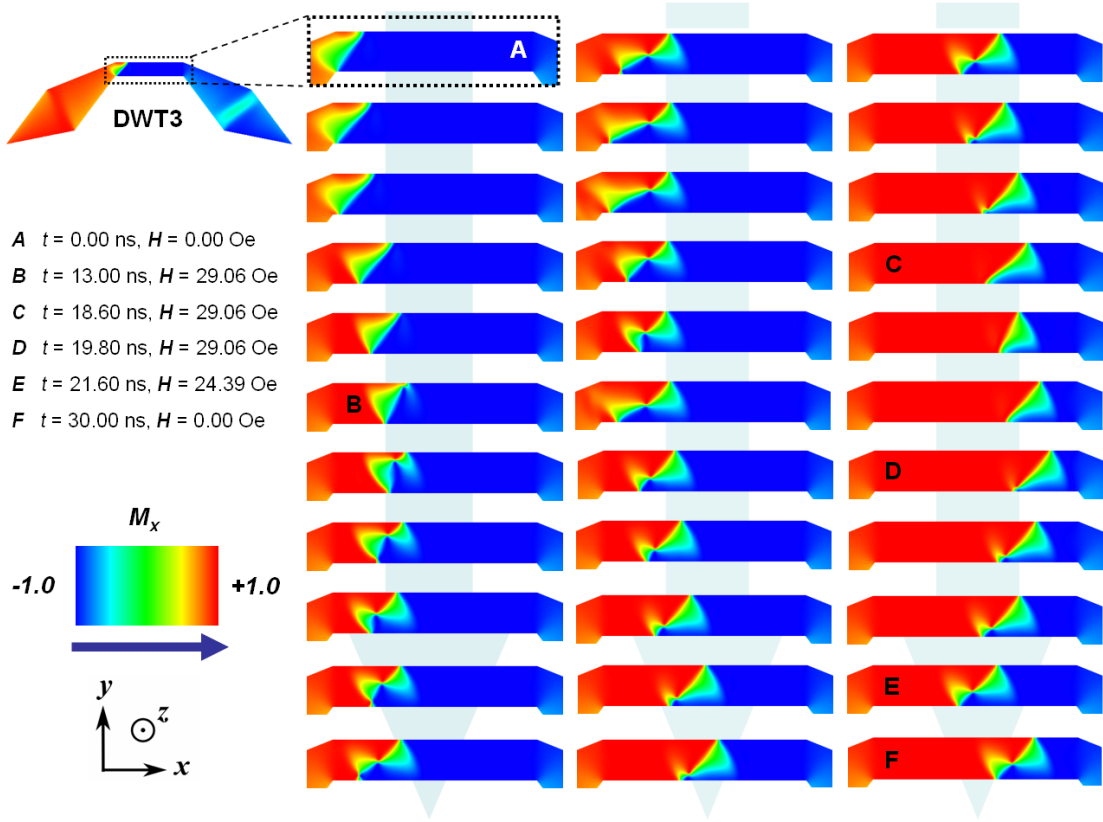 A
DWT3
A t = 0.00 ns, H = 0.00 Oe
B t = 13.00 ns, H = 29.06 Oe
C t = 18.60 ns, H = 29.06 Oe
D t = 19.80 ns, H = 29.06 Oe
E t = 21.60 ns, H = 24.39 Oe
F t = 30.00 ns, H = 0.00 Oe
C
B
D
Mx
-1.0 +1.0
y z
x
E
F